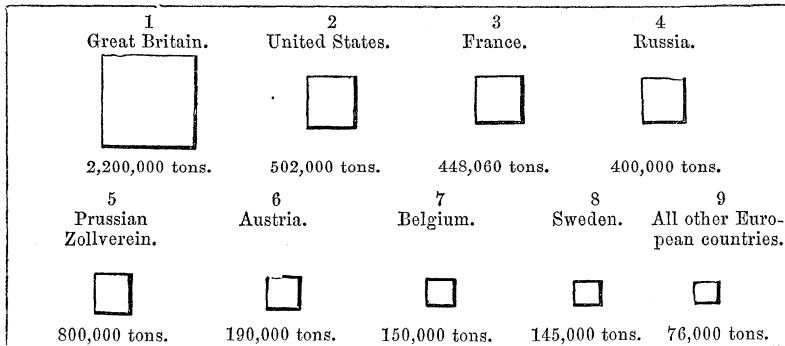 1 2 3 4
Great Britain. United States. France. Russia.
2,200,000 tons. 502,000 tons. 448,060 tons. 400,000 tons.
5 6 7 8 9
Prussian Austria. Belgium. Sweden. All other Euro-
Zollverein. pean countries.
800,000 tons. 190,000 tons. 150,000 tons. 145,000 tons. 76,000 tons.